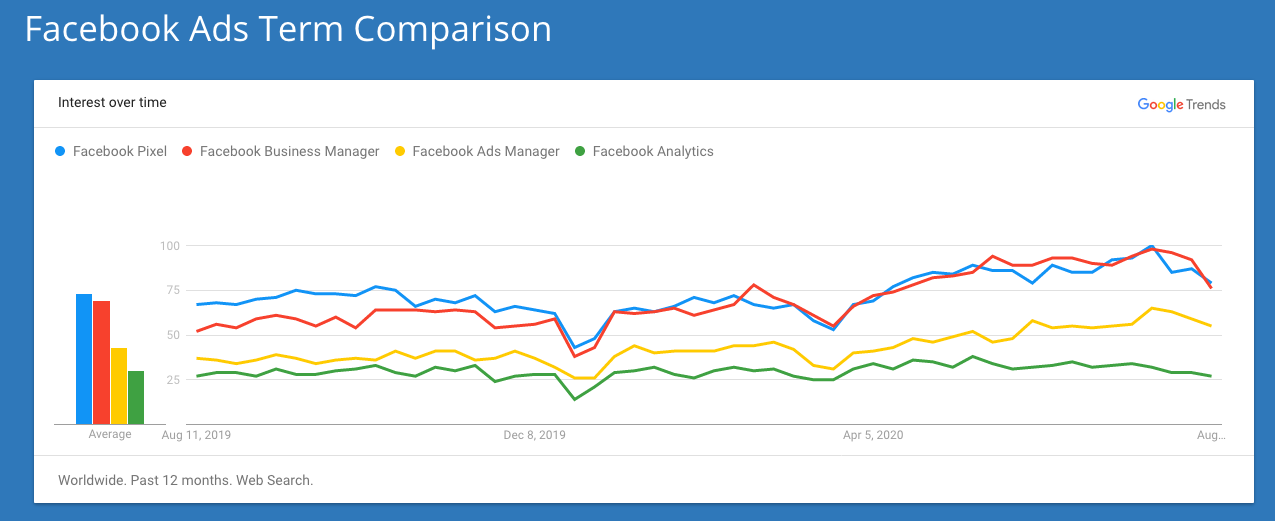 Facebook Ads Term Comparison
Interest over time
Google Trends
Facebook Pixel Facebook Business Manager Facebook Ads Manager Facebook Analytics
100
75
50
25
Average Aug 11, 2019 Dec 8, 2019 Apr 5, 2020 Aug...
Worldwide. Past 12 months. Web Search.